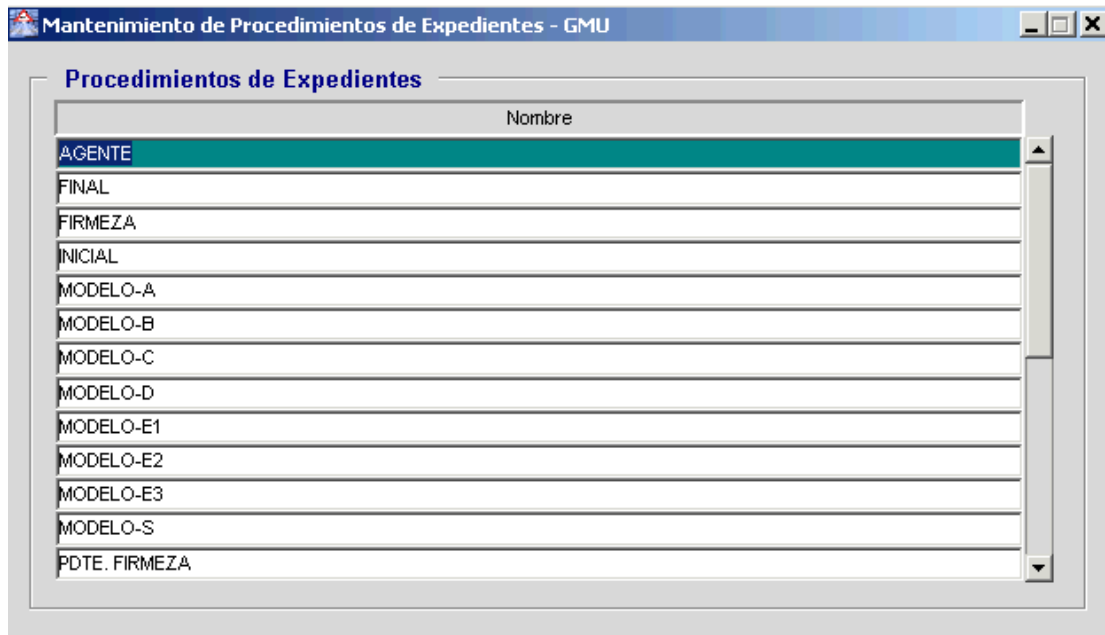 Mantenimiento de Procedimientos de Expedientes - GMU
Procedimientos de Expedientes
Nombre
AGENTE
FINAL
FIRMEZA
INICIAL
MODELO-A
MODELO-B
MODELO-C
MODELO-D
MODELO-E1
MODELO-E2
MODELO-E3
MODELO-S
PDTE. FIRMEZA